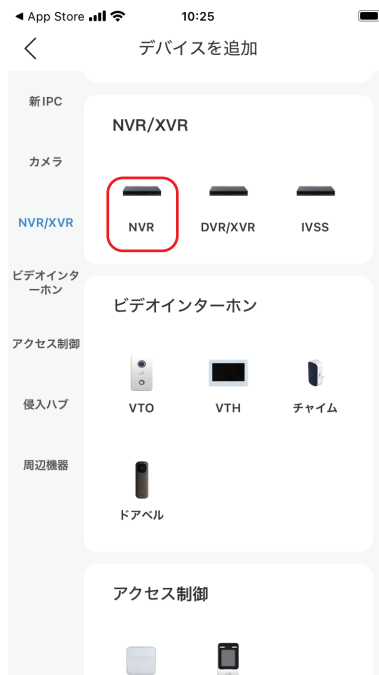 ◀ App Store
10:25
デバイスを追加
新IPC
カメラ
NVR/XVR
ビデオインタ
ーホン
アクセス制御
侵入ハブ
周辺機器
NVR/XVR
NVR
DVR/XVR
IVSS
ビデオインターホン
VTO
VTH
チャイム
ドアベル
アクセス制御